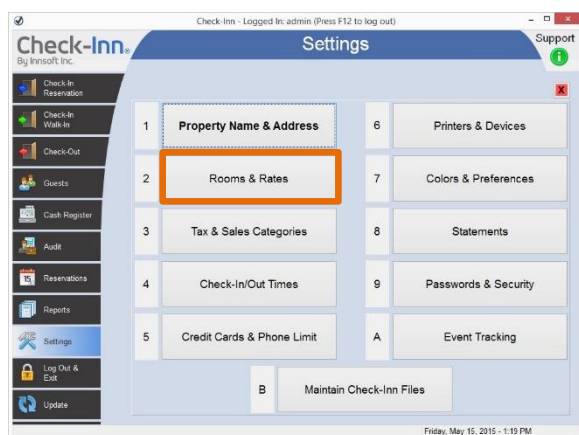 Check-Inn - Logged In: admin (Press F12 to log out)
Check-Inn®
By Innsoft Inc.
Settings
Support
i
X
Check-In
Reservation
Check-In
Walk-In
Check-Out
Guests
Cash Register
Audit
15
Reservations
Reports
Settings
Log Out &
Exit
Update
1 Property Name & Address
2 Rooms & Rates
3 Tax & Sales Categories
4 Check-In/Out Times
5 Credit Cards & Phone Limit
6 Printers & Devices
7 Colors & Preferences
8 Statements
9 Passwords & Security
A Event Tracking
B Maintain Check-Inn Files
Friday, May 15, 2015 - 1:19 PM